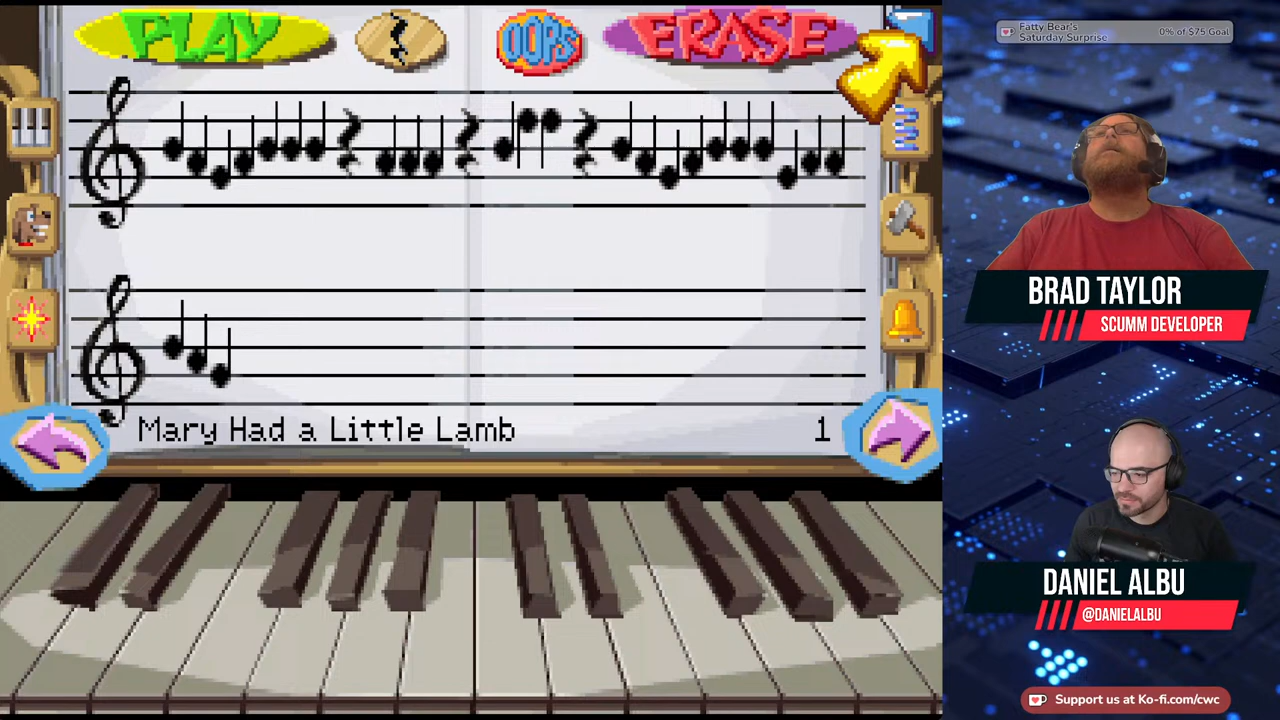 PLAY
OOPS
ERASE
Mary Had a Little Lamb
1
Fatty Bear's
Saturday Surprise
0% of $75 Goal
BRAD TAYLOR
SCUMM DEVELOPER
DANIEL ALBU
@DANIELALBU
Support us at Ko-fi.com/cwc